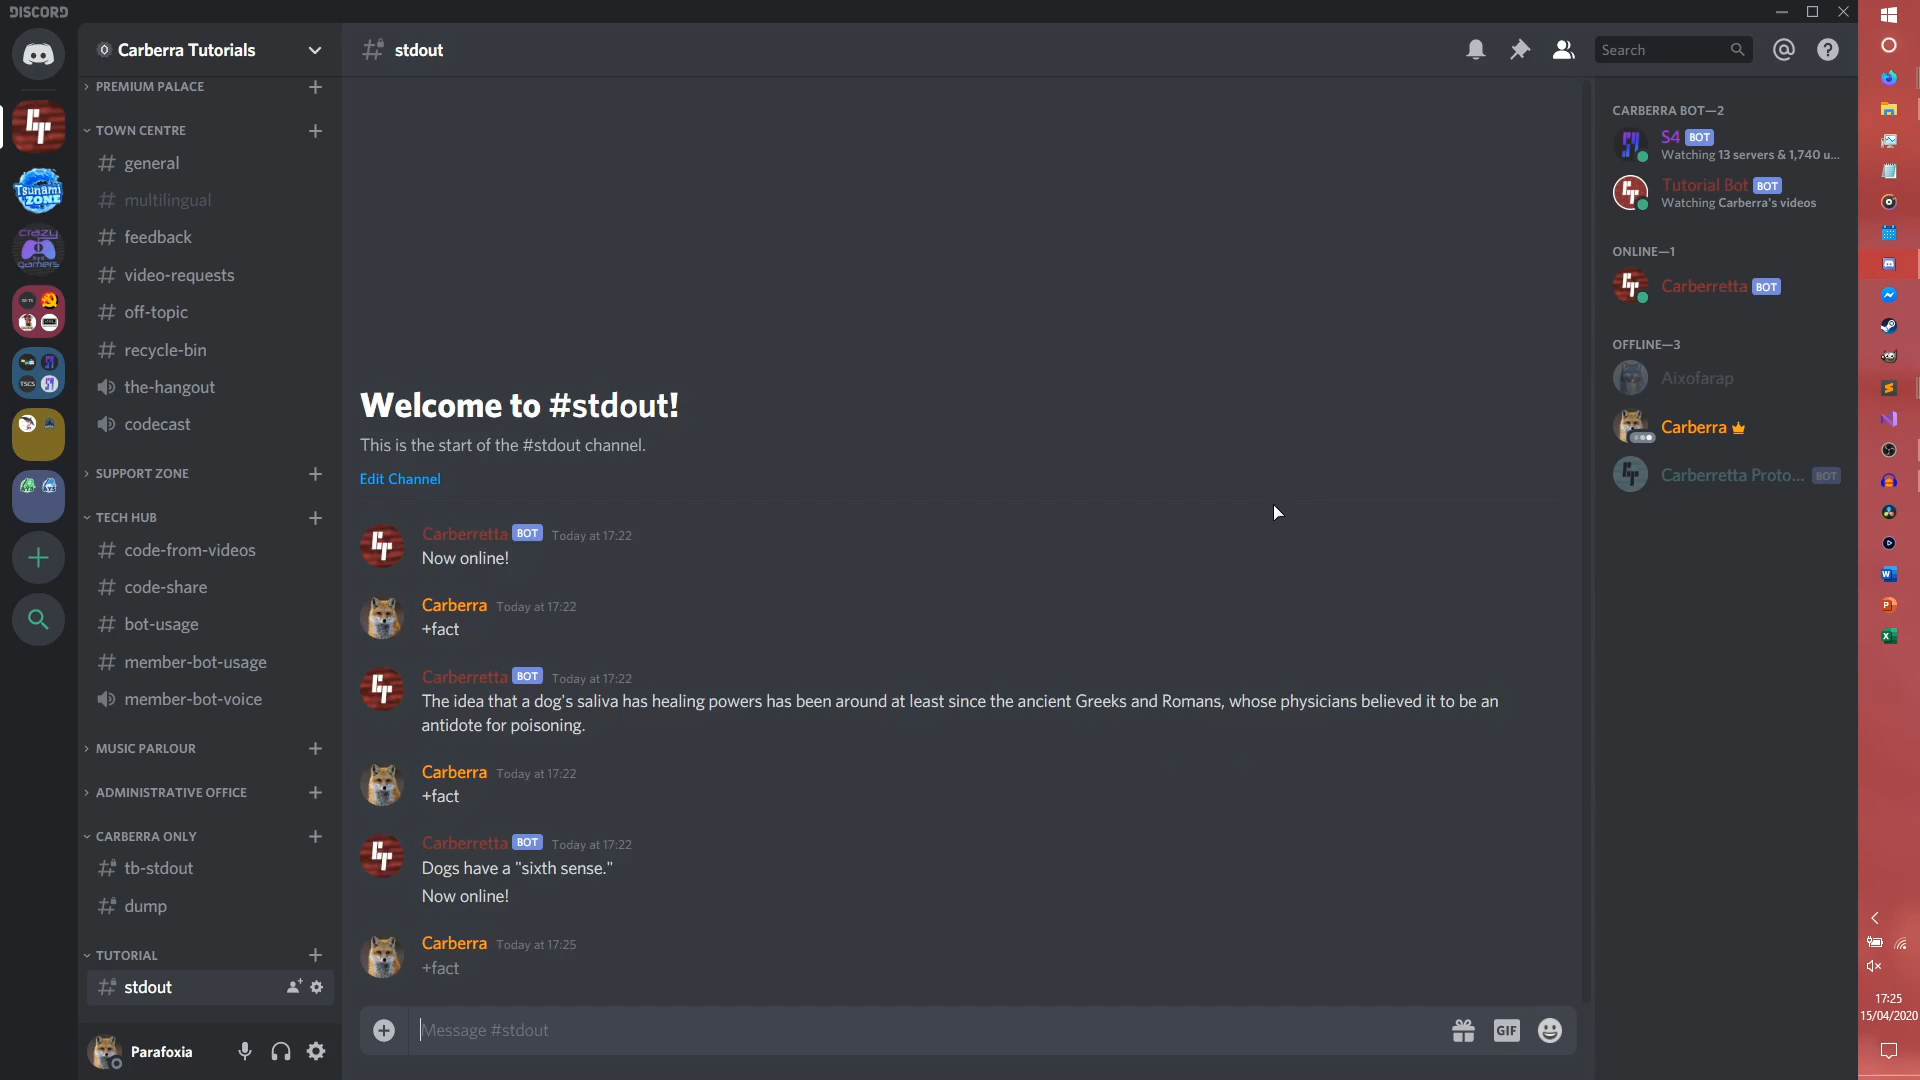 DISCORD
Carberra Tutorials
PREMIUM PALACE
TOWN CENTRE
general
multilingual
feedback
video-requests
off-topic
recycle-bin
the-hangout
codecast
SUPPORT ZONE
TECH HUB
code-from-videos
code-share
bot-usage
member-bot-usage
member-bot-voice
MUSIC PARLOUR
ADMINISTRATIVE OFFICE
CARBERRA ONLY
tb-stdout
dump
TUTORIAL
stdout
Parafoxia
Tsunami
ZONE
crazy
gamers
TSCS
stdout
Search
Welcome to #stdout!
This is the start of the #stdout channel.
Edit Channel
Carberretta BOT Today at 17:22
Now online!
Carberra Today at 17:22
+fact
Carberretta BOT Today at 17:22
The idea that a dog's saliva has healing powers has been around at least since the ancient Greeks and Romans, whose physicians believed it to be an
antidote for poisoning.
Carberra Today at 17:22
+fact
Carberretta BOT Today at 17:22
Dogs have a "sixth sense."
Now online!
Carberra Today at 17:25
+fact
Message #stdout
GIF
CARBERRA BOT—2
S4 BOT
Watching 13 servers & 1,740 u...
Tutorial Bot BOT
Watching Carberra's videos
ONLINE—1
Carberretta BOT
OFFLINE—3
Aixofarap
Carberra
Carberretta Proto... BOT
17:25
15/04/2020